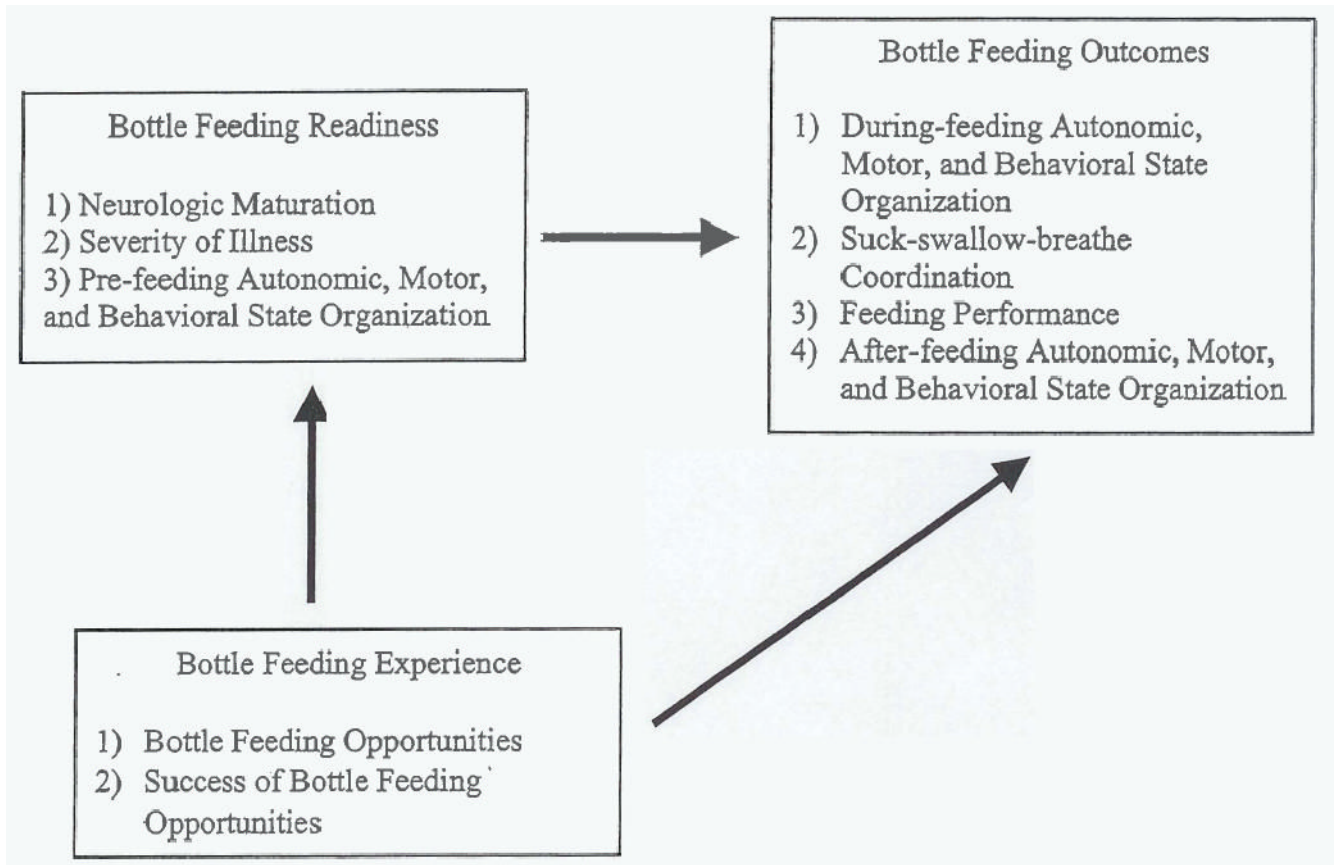 Bottle Feeding Outcomes
1) During-feeding Autonomic,
Motor, and Behavioral State
Organization
2) Suck-swallow-breathe
Coordination
3) Feeding Performance
4) After-feeding Autonomic, Motor,
and Behavioral State Organization
Bottle Feeding Readiness
1) Neurologic Maturation
2) Severity of Illness
3) Pre-feeding Autonomic, Motor,
and Behavioral State Organization
Bottle Feeding Experience
1) Bottle Feeding Opportunities
2) Success of Bottle Feeding
Opportunities